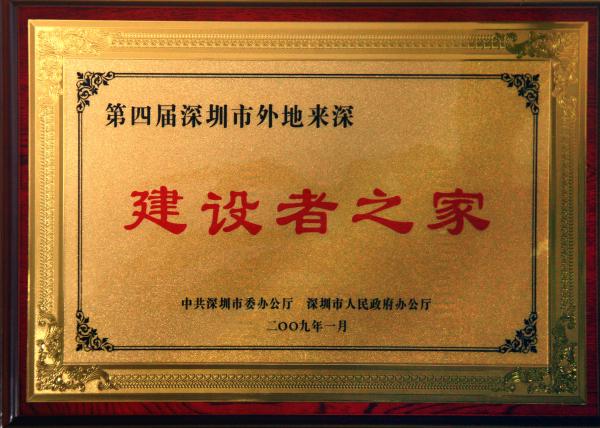 第四届深圳市外地来深
建设者之家
中共深圳市委办公厅 深圳市人民政府办公厅
二〇〇九年一月